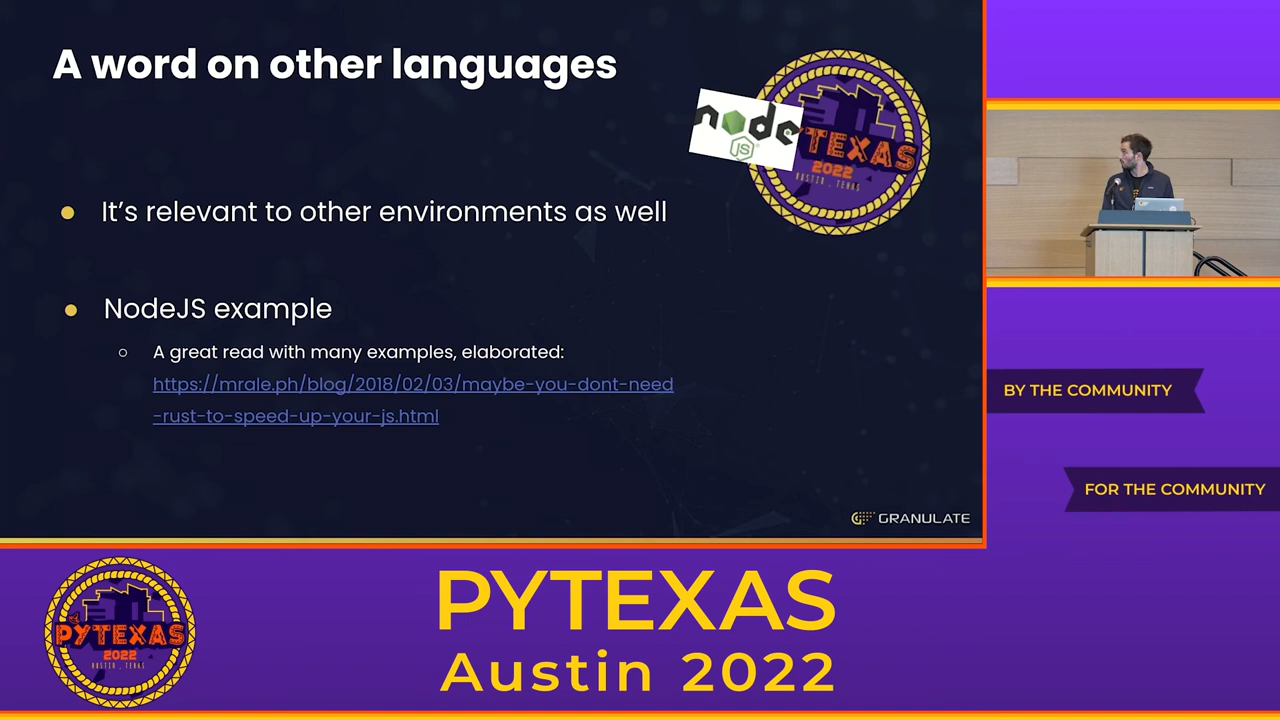 A word on other languages
node
JS
TEXAS
2022
AUSTIN , TEXAS
It’s relevant to other environments as well
NodeJS example
A great read with many examples, elaborated:
https://mrale.ph/blog/2018/02/03/maybe-you-dont-need
-rust-to-speed-up-your-js.html
GRANULATE
BY THE COMMUNITY
FOR THE COMMUNITY
PYTEXAS
2022
AUSTIN , TEXAS
PYTEXAS
Austin 2022